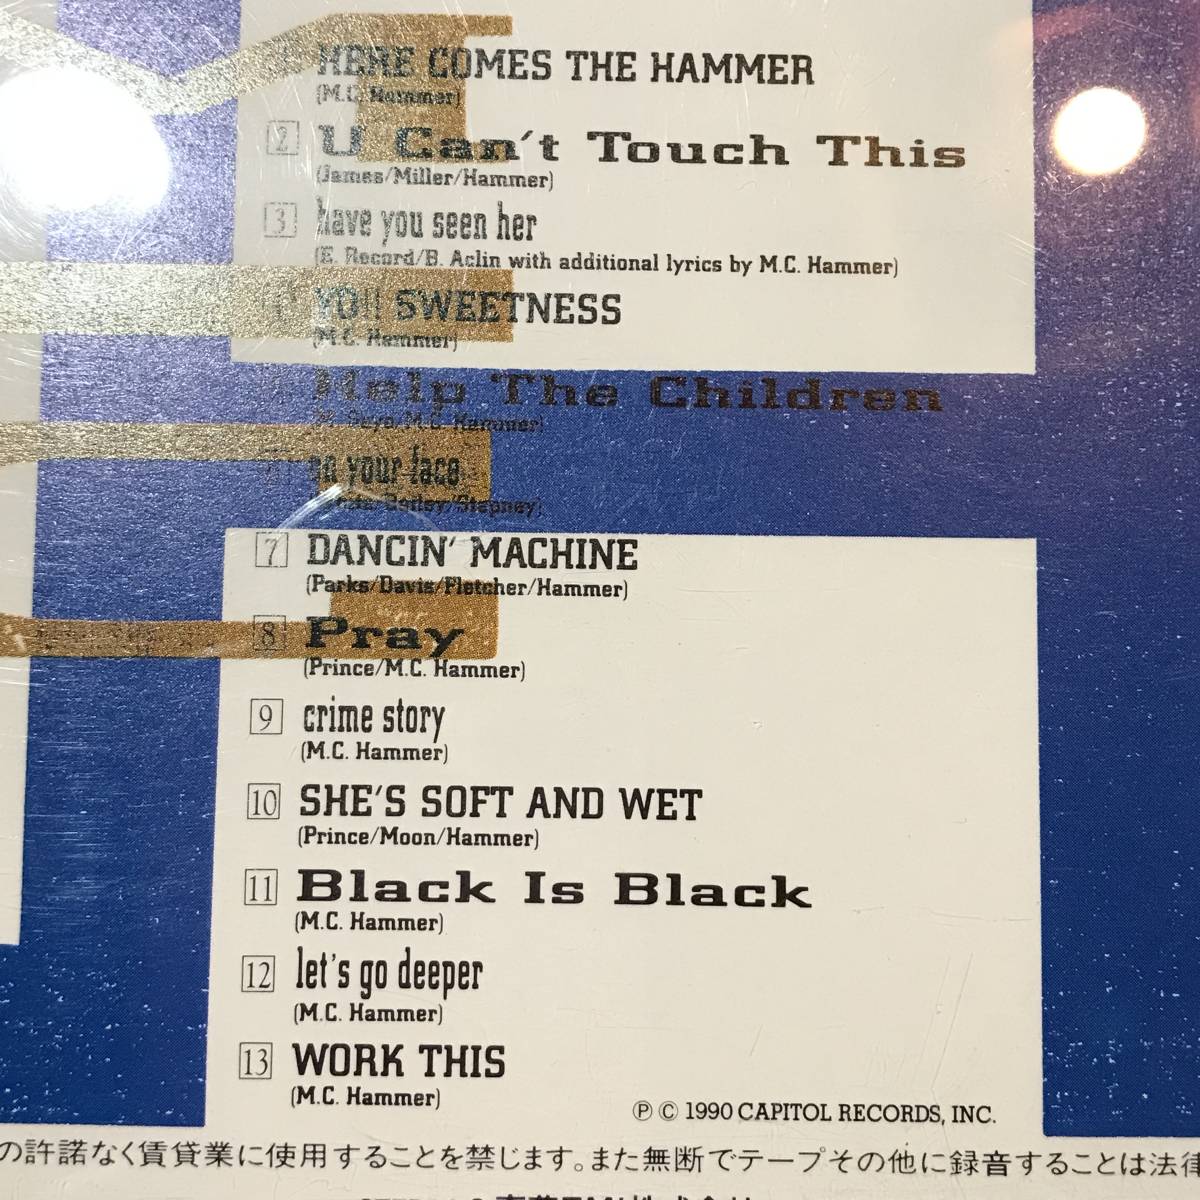 HERE COMES THE HAMMER
(M.C. Hammer)
2 U Can't Touch This
(James/Miller/Hammer)
3 have you seen her
(E. Record/B. Aclin with additional lyrics by M.C. Hammer)
YO!! SWEETNESS
(M.C. Hammer)
Help The Children
M.C. Hammer)
on your face
7 DANCIN' MACHINE
(Parks/Davis/Fletcher/Hammer)
8 Pray
(Prince/M.C. Hammer)
9 crime story
(M.C. Hammer)
10 SHE'S SOFT AND WET
(Prince/Moon/Hammer)
11 Black Is Black
(M.C. Hammer)
12 let's go deeper
(M.C. Hammer)
13 WORK THIS
(M.C. Hammer)
Ⓟ Ⓒ 1990 CAPITOL RECORDS, INC.
の許諾なく賃貸業に使用することを禁じます。また無断でテープその他に録音することは法律